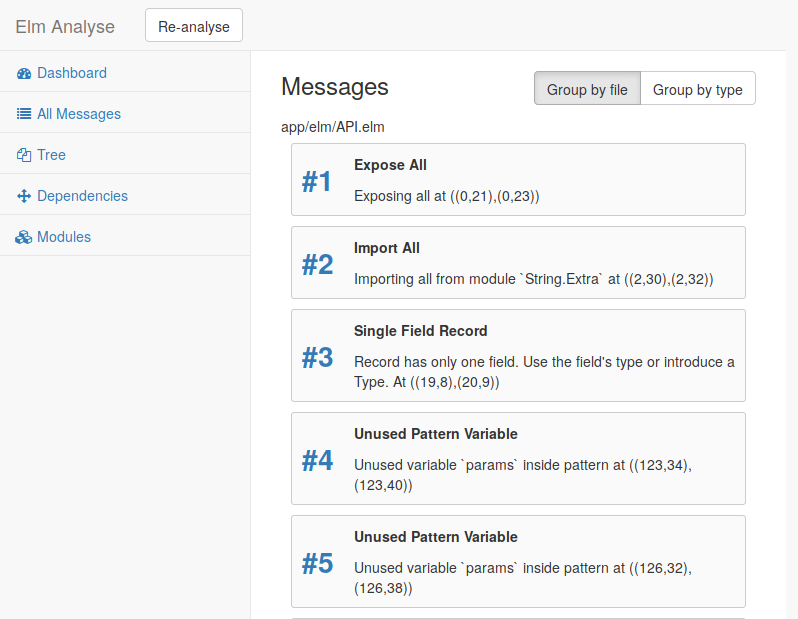 Elm Analyse
Re-analyse
Dashboard
All Messages
Tree
Dependencies
Modules
Messages
Group by file
Group by type
app/elm/API.elm
#1
Expose All
Exposing all at ((0,21),(0,23))
#2
Import All
Importing all from module `String.Extra` at ((2,30),(2,32))
#3
Single Field Record
Record has only one field. Use the field's type or introduce a
Type. At ((19,8),(20,9))
#4
Unused Pattern Variable
Unused variable `params` inside pattern at ((123,34),
(123,40))
#5
Unused Pattern Variable
Unused variable `params` inside pattern at ((126,32),
(126,38))